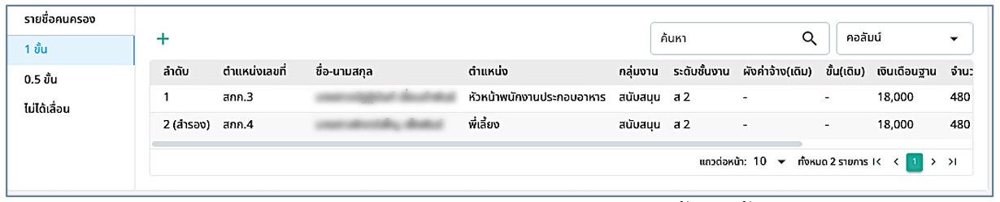 รายชื่อคนครอง
1 ขั้น
0.5 ขั้น
ไม่ได้เลื่อน
+
ค้นหา
คอลัมน์
ลำดับ ตำแหน่งเลขที่ ชื่อ-นามสกุล ตำแหน่ง กลุ่มงาน ระดับชั้นงาน ผังค่าจ้าง(เดิม) ขั้น(เดิม) เงินเดือนฐาน จำนว
1 สกก.3 หัวหน้าพนักงานประกอบอาหาร สนับสนุน ส 2 - - 18,000 480
2 (สำรอง) สกก.4 พี่เลี้ยง สนับสนุน ส 2 - - 18,000 480
แถวต่อหน้า: 10 ทั้งหมด 2 รายการ |< < 1 > >|